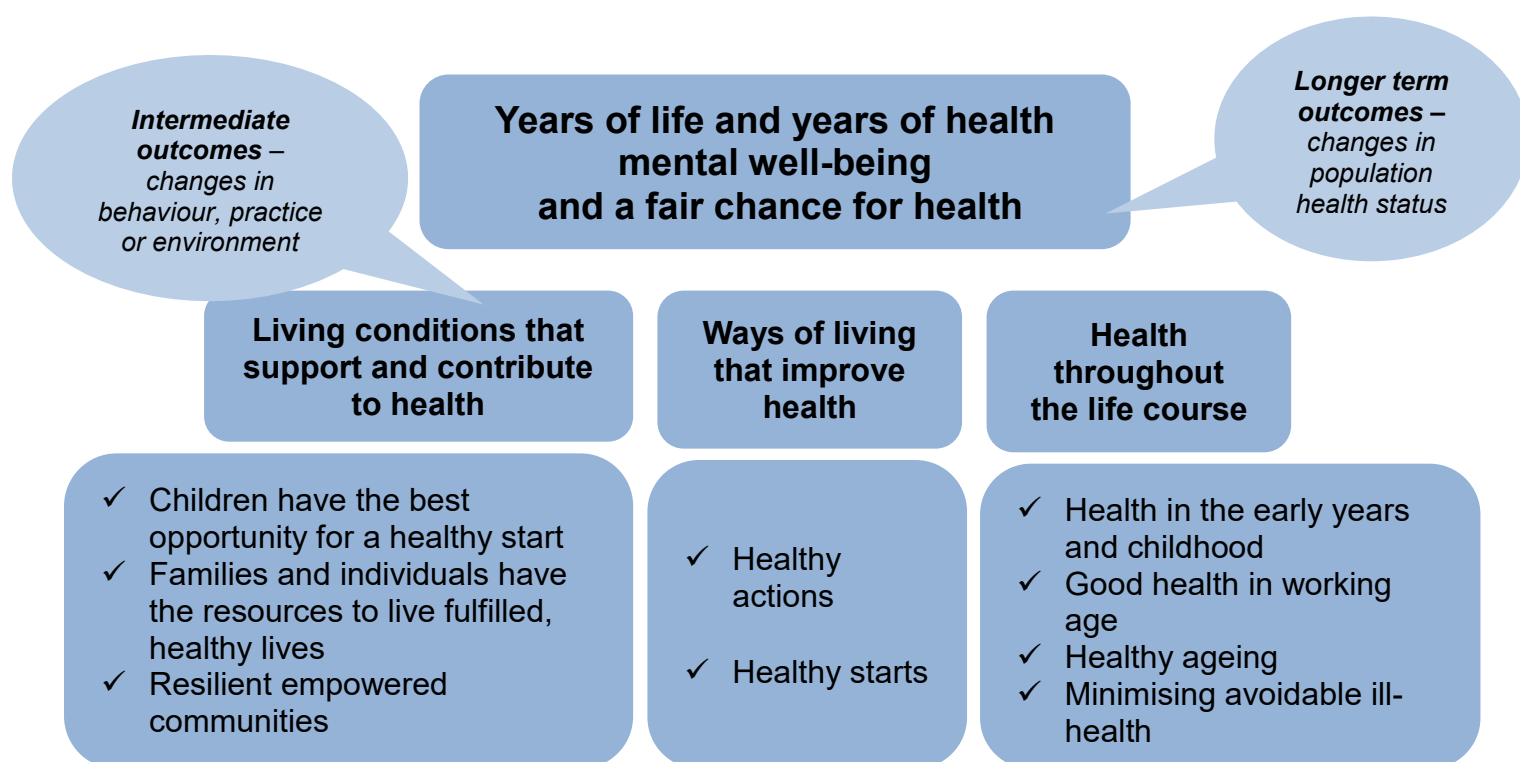 Intermediate
outcomes –
changes in
behaviour, practice
or environment
Years of life and years of health
mental well-being
and a fair chance for health
Longer term
outcomes –
changes in
population
health status
Living conditions that
support and contribute
to health
Ways of living
that improve
health
Health
throughout
the life course
✓ Children have the best
opportunity for a healthy start
✓ Families and individuals have
the resources to live fulfilled,
healthy lives
✓ Resilient empowered
communities
✓ Healthy
actions
✓ Healthy starts
✓ Health in the early years
and childhood
✓ Good health in working
age
✓ Healthy ageing
✓ Minimising avoidable ill-
health